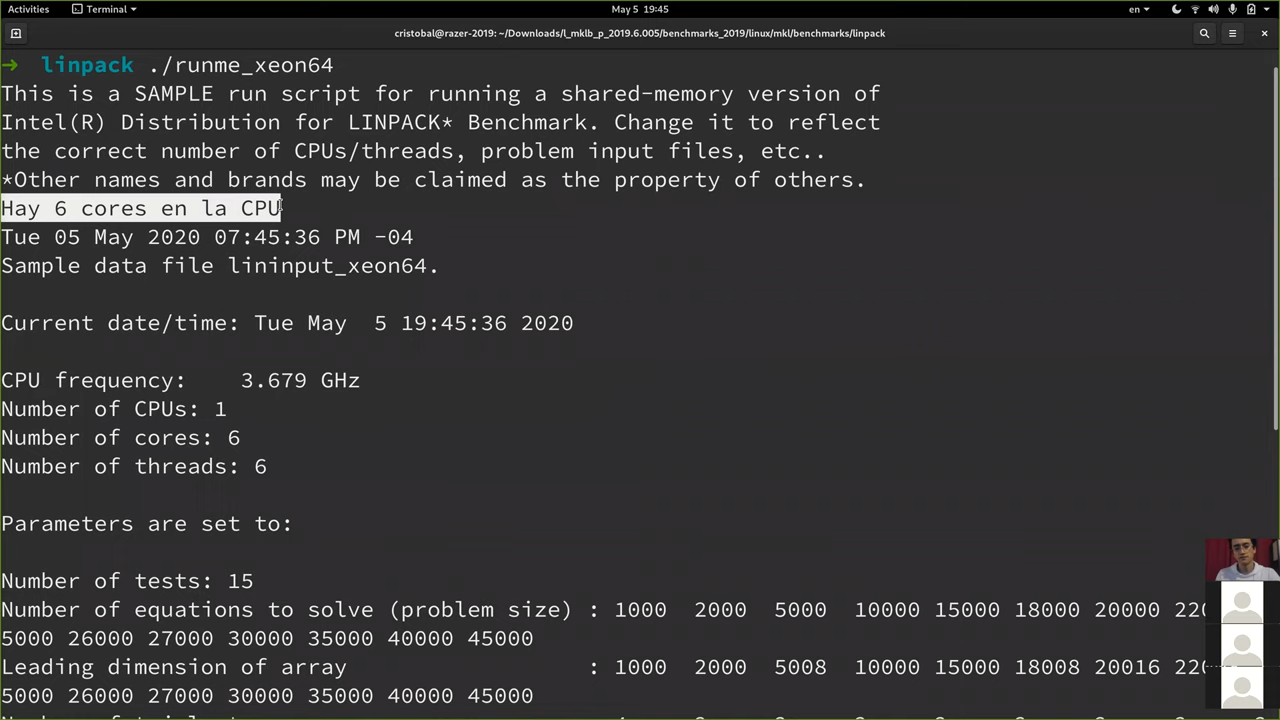 Activities Terminal May 5 19:45 en
cristobal@razer-2019: ~/Downloads/l_mklb_p_2019.6.005/benchmarks_2019/linux/mkl/benchmarks/linpack
→ linpack ./runme_xeon64
This is a SAMPLE run script for running a shared-memory version of
Intel(R) Distribution for LINPACK* Benchmark. Change it to reflect
the correct number of CPUs/threads, problem input files, etc..
*Other names and brands may be claimed as the property of others.
Hay 6 cores en la CPU
Tue 05 May 2020 07:45:36 PM -04
Sample data file lininput_xeon64.
Current date/time: Tue May 5 19:45:36 2020
CPU frequency: 3.679 GHz
Number of CPUs: 1
Number of cores: 6
Number of threads: 6
Parameters are set to:
Number of tests: 15
Number of equations to solve (problem size) : 1000 2000 5000 10000 15000 18000 20000
5000 26000 27000 30000 35000 40000 45000
Leading dimension of array : 1000 2000 5008 10000 15000 18008 20016
5000 26000 27000 30000 35000 40000 45000